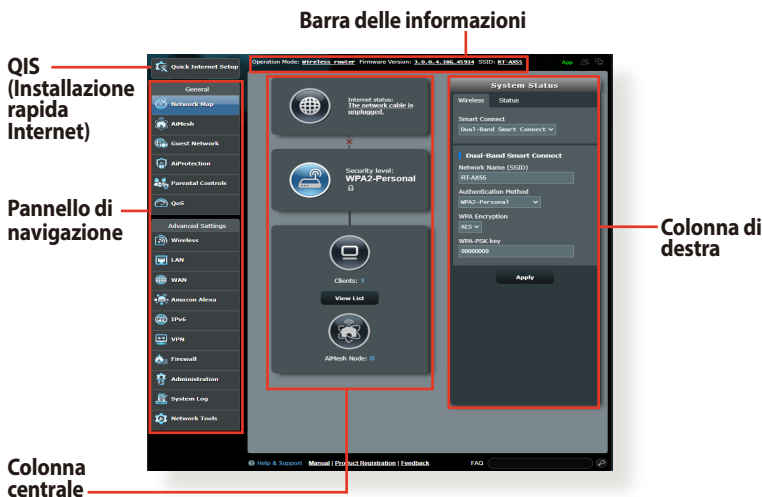 Barra delle informazioni
QIS
(Installazione
rapida
Internet)
Pannello di
navigazione
Colonna
centrale
Colonna di
destra
Quick Internet Setup
Operation Mode: Wireless router Firmware Version: 3.0.0.4.386_45934 SSID: RT-AX55
App
General
Network Map
AiMesh
Guest Network
AiProtection
Parental Controls
QoS
Advanced Settings
Wireless
LAN
WAN
Amazon Alexa
IPv6
VPN
Firewall
Administration
System Log
Network Tools
Internet status:
The network cable is
unplugged.
Security level:
WPA2-Personal
Clients: 1
View List
AiMesh Node: 0
System Status
Wireless Status
Smart Connect
Dual-Band Smart Connect
Dual-Band Smart Connect
Network Name (SSID)
RT-AX55
Authentication Method
WPA2-Personal
WPA Encryption
AES
WPA-PSK key
00000000
Apply
Help & Support Manual | Product Registration | Feedback FAQ